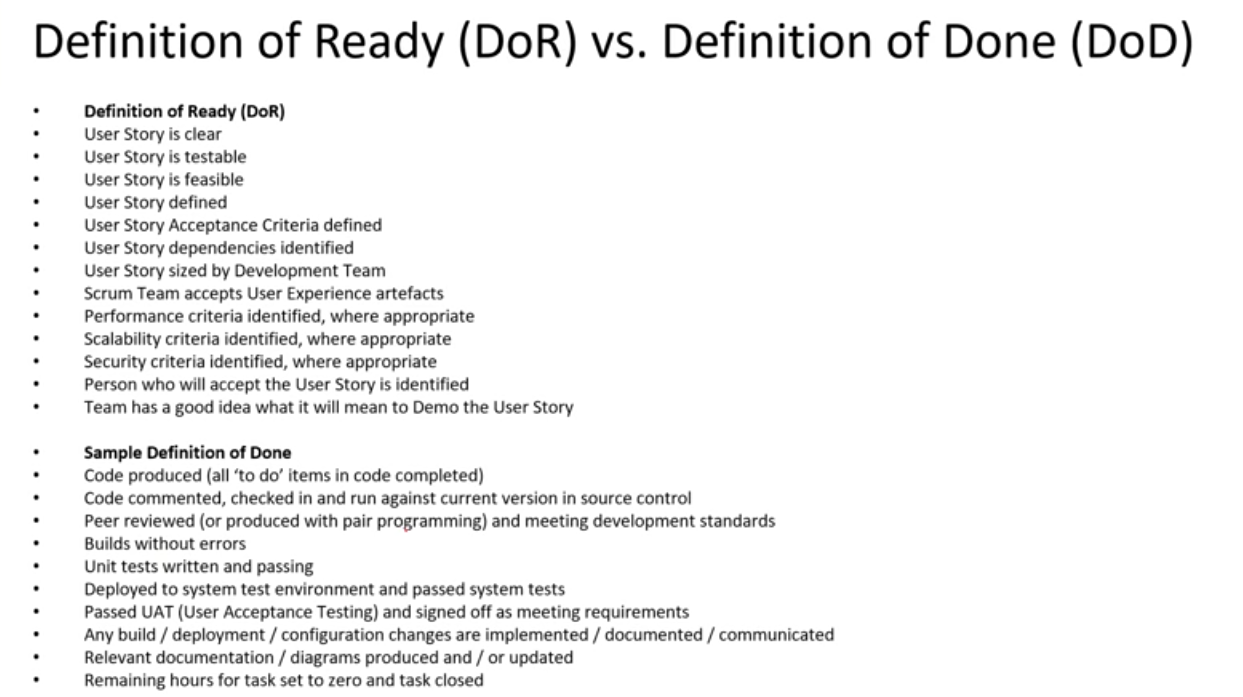 Definition of Ready (DoR) vs. Definition of Done (DoD)
• Definition of Ready (DoR)
• User Story is clear
• User Story is testable
• User Story is feasible
• User Story defined
• User Story Acceptance Criteria defined
• User Story dependencies identified
• User Story sized by Development Team
• Scrum Team accepts User Experience artefacts
• Performance criteria identified, where appropriate
• Scalability criteria identified, where appropriate
• Security criteria identified, where appropriate
• Person who will accept the User Story is identified
• Team has a good idea what it will mean to Demo the User Story
• Sample Definition of Done
• Code produced (all ‘to do’ items in code completed)
• Code commented, checked in and run against current version in source control
• Peer reviewed (or produced with pair programming) and meeting development standards
• Builds without errors
• Unit tests written and passing
• Deployed to system test environment and passed system tests
• Passed UAT (User Acceptance Testing) and signed off as meeting requirements
• Any build / deployment / configuration changes are implemented / documented / communicated
• Relevant documentation / diagrams produced and / or updated
• Remaining hours for task set to zero and task closed